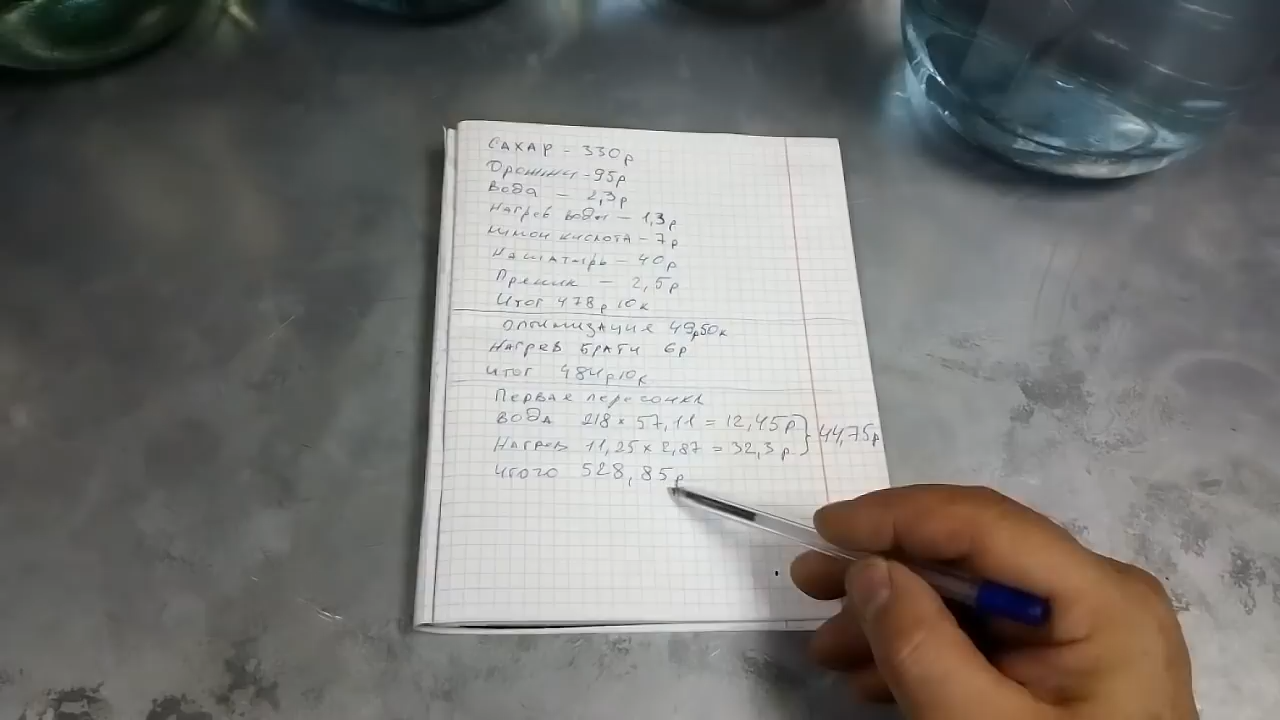 Сахар - 330р
Дрожжи - 95р
Вода - 2,3р
Нагрев воды - 1,3р
Лимон кислота - 7р
Нашатырь - 40р
Пряник - 2,5р
Итог 478р 10к
Оптимизация 49р50к
Нагрев браги 6р
Итог 484р10к
Первая перегонка
Вода 218 × 57,11 = 12,45р } 44,75р
Нагрев 11,25 × 2,87 = 32,3р
Итого 528,85р